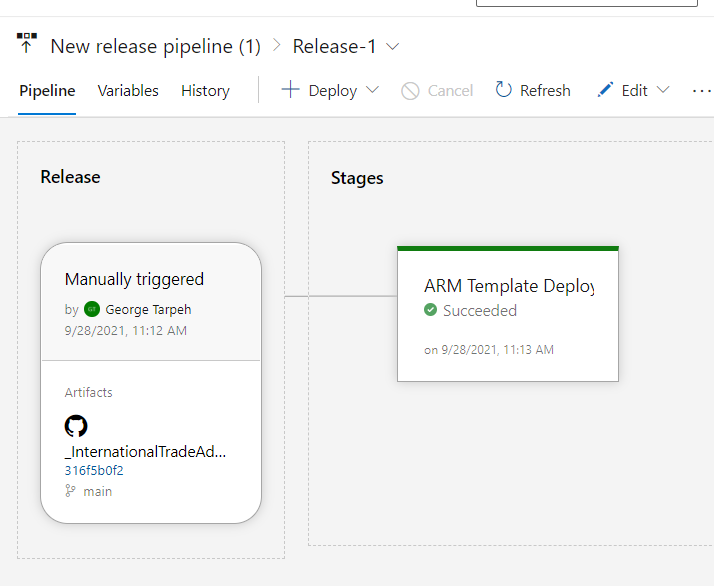 New release pipeline (1) > Release-1
Pipeline Variables History + Deploy Cancel Refresh Edit ...
Release
Stages
Manually triggered
by GT George Tarpeh
9/28/2021, 11:12 AM
ARM Template Deploy
Succeeded
on 9/28/2021, 11:13 AM
Artifacts
_InternationalTradeAd...
316f5b0f2
main